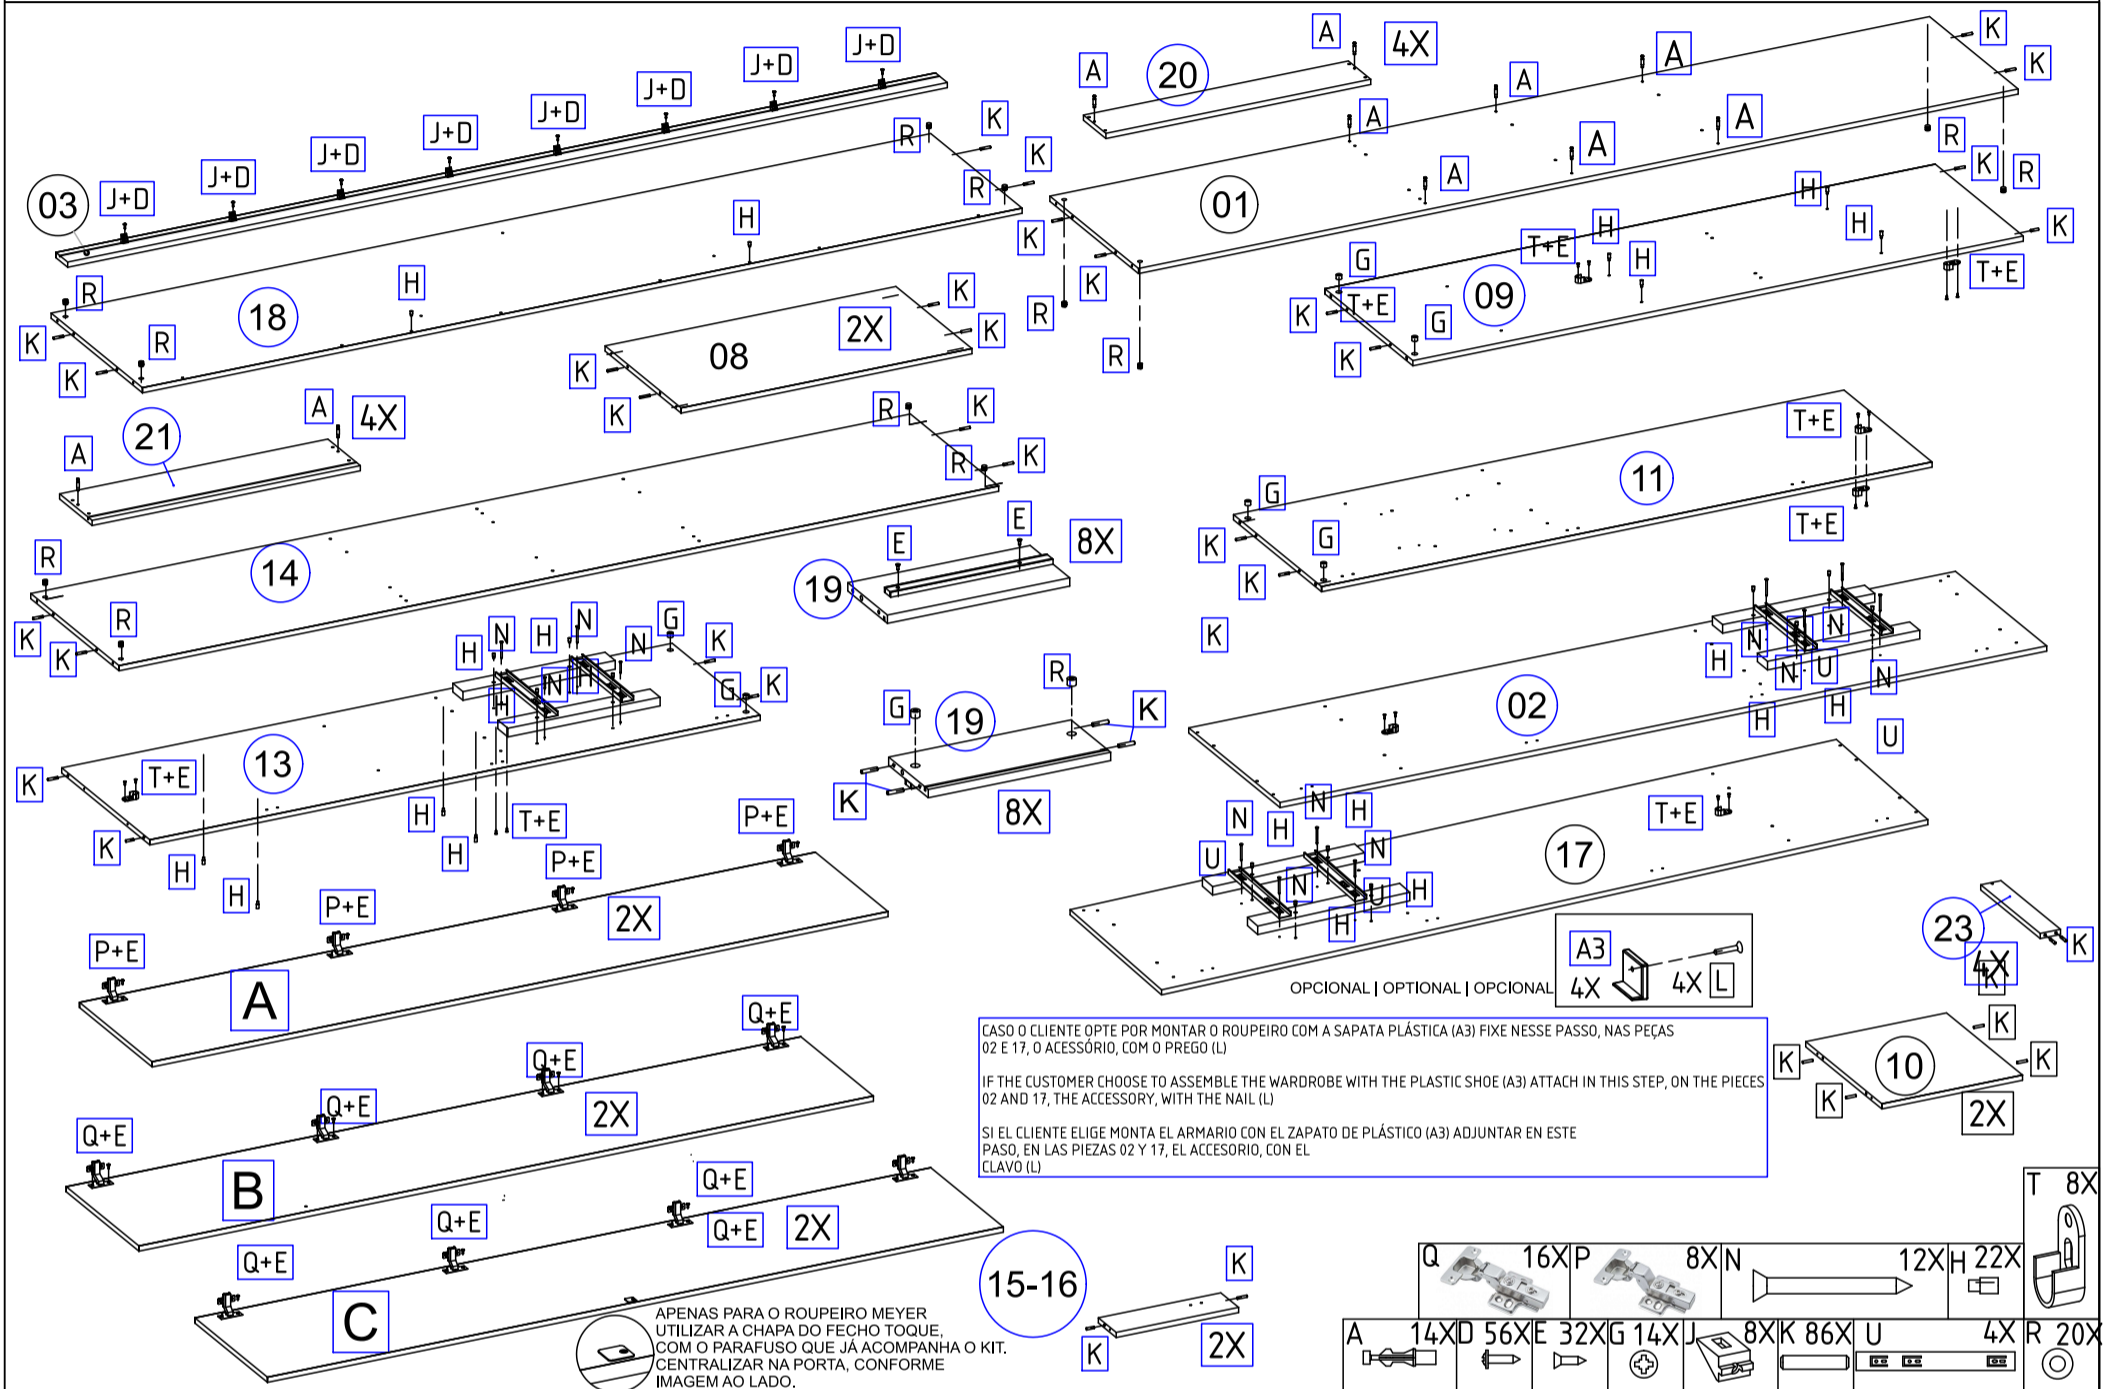 J+D J+D J+D J+D J+D J+D J+D J+D
03
R K R K
H H
18
R R K K
08 2X
K K K K
20 4X
A A
01
A A A A A A
K K R R
K K R R
09
H H H H
T+E T+E T+E
G G K K K K
21 4X
A A
14
R K R K
R R K K
19 8X
E E
11
T+E
T+E
G G K K
K
13
H N H N N G K
H N H G K
K K T+E T+E
H H H H
19 8X
G R K K
02
N N N U N
H H H U
17
N N H H N
U N U H H
T+E
A
P+E P+E P+E P+E
2X
B
Q+E Q+E Q+E Q+E
2X
C
Q+E Q+E Q+E Q+E
2X
OPCIONAL | OPTIONAL | OPCIONAL
A3
4X 4X L
23
4X
K
K
10
K K K K
2X
CASO O CLIENTE OPTE POR MONTAR O ROUPEIRO COM A SAPATA PLÁSTICA (A3) FIXE NESSE PASSO, NAS PEÇAS
02 E 17, O ACESSÓRIO, COM O PREGO (L)
IF THE CUSTOMER CHOOSE TO ASSEMBLE THE WARDROBE WITH THE PLASTIC SHOE (A3) ATTACH IN THIS STEP, ON THE PIECES
02 AND 17, THE ACCESSORY, WITH THE NAIL (L)
SI EL CLIENTE ELIGE MONTA EL ARMARIO CON EL ZAPATO DE PLÁSTICO (A3) ADJUNTAR EN ESTE
PASO, EN LAS PIEZAS 02 Y 17, EL ACCESORIO, CON EL
CLAVO (L)
15-16
K K
2X
APENAS PARA O ROUPEIRO MEYER
UTILIZAR A CHAPA DO FECHO TOQUE,
COM O PARAFUSO QUE JÁ ACOMPANHA O KIT.
CENTRALIZAR NA PORTA, CONFORME
IMAGEM AO LADO.
T 8X
Q 16X P 8X N 12X H 22X
A 14X D 56X E 32X G 14X J 8X K 86X U 4X R 20X